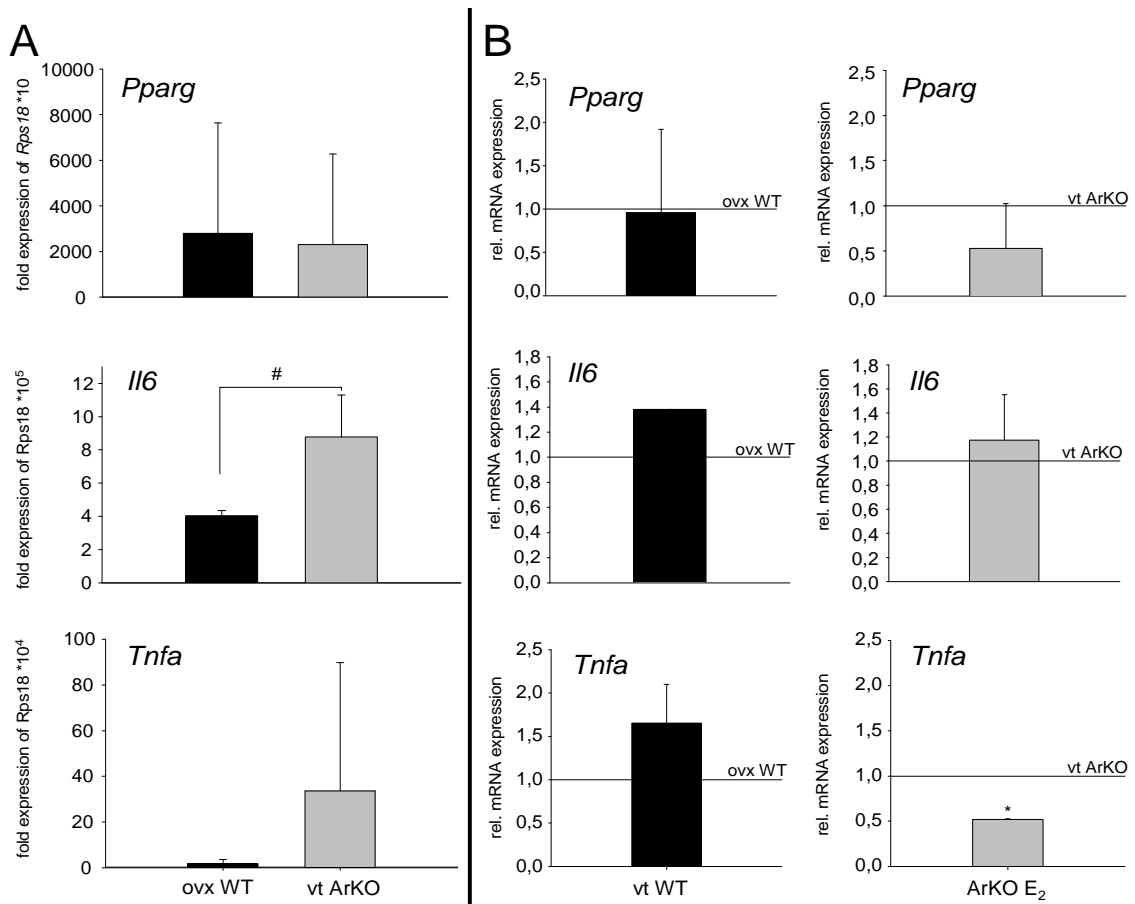 A
Pparg
fold expression of Rps18 *10
10000
8000
6000
4000
2000
0
Il6
#
fold expression of Rps18 *10⁵
12
10
8
6
4
2
0
Tnfa
fold expression of Rps18 *10⁴
100
80
60
40
20
0
ovx WT
vt ArKO
B
Pparg
rel. mRNA expression
2,5
2,0
1,5
1,0
0,5
0,0
ovx WT
Pparg
rel. mRNA expression
2,5
2,0
1,5
1,0
0,5
0,0
vt ArKO
Il6
rel. mRNA expression
1,8
1,6
1,4
1,2
1,0
0,8
0,6
0,4
0,2
0,0
ovx WT
Il6
rel. mRNA expression
1,8
1,6
1,4
1,2
1,0
0,8
0,6
0,4
0,2
0,0
vt ArKO
Tnfa
rel. mRNA expression
2,5
2,0
1,5
1,0
0,5
0,0
ovx WT
vt WT
Tnfa
rel. mRNA expression
2,5
2,0
1,5
1,0
0,5
0,0
vt ArKO
*
ArKO E₂